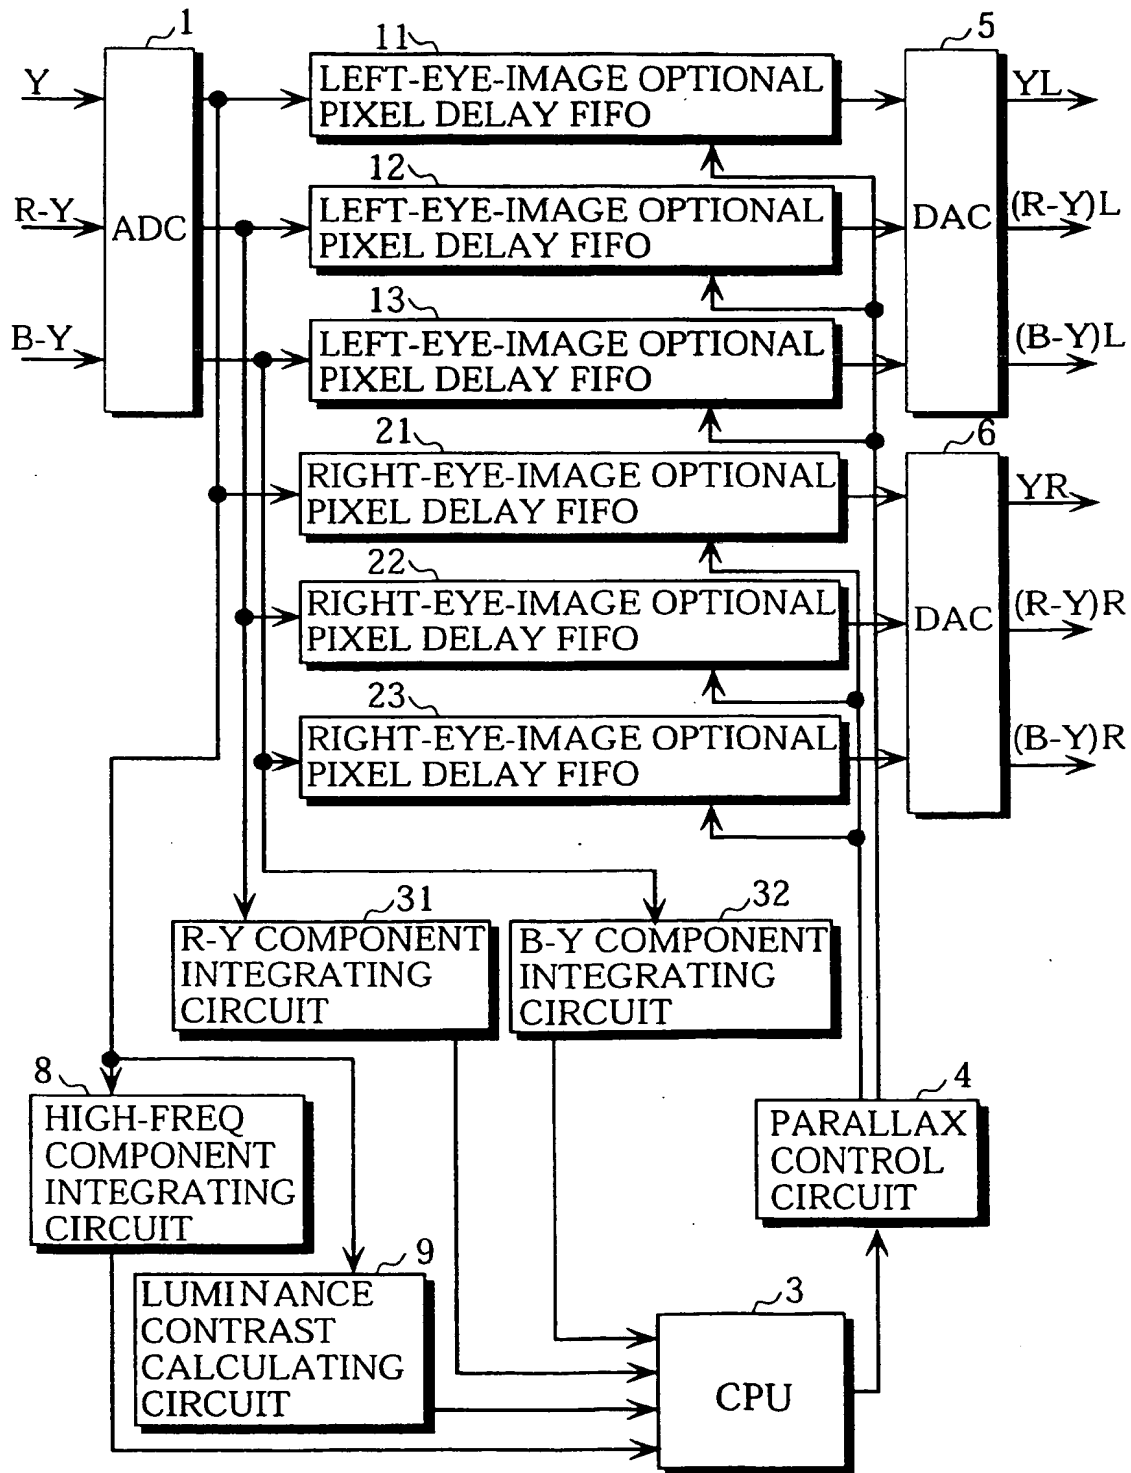 1
11
5
Y
LEFT-EYE-IMAGE OPTIONAL
PIXEL DELAY FIFO
YL
12
R-Y
ADC
LEFT-EYE-IMAGE OPTIONAL
PIXEL DELAY FIFO
DAC
(R-Y)L
13
B-Y
LEFT-EYE-IMAGE OPTIONAL
PIXEL DELAY FIFO
(B-Y)L
21
6
RIGHT-EYE-IMAGE OPTIONAL
PIXEL DELAY FIFO
YR
22
RIGHT-EYE-IMAGE OPTIONAL
PIXEL DELAY FIFO
DAC
(R-Y)R
23
RIGHT-EYE-IMAGE OPTIONAL
PIXEL DELAY FIFO
(B-Y)R
31
R-Y COMPONENT
INTEGRATING
CIRCUIT
32
B-Y COMPONENT
INTEGRATING
CIRCUIT
8
HIGH-FREQ
COMPONENT
INTEGRATING
CIRCUIT
4
PARALLAX
CONTROL
CIRCUIT
9
LUMINANCE
CONTRAST
CALCULATING
CIRCUIT
3
CPU